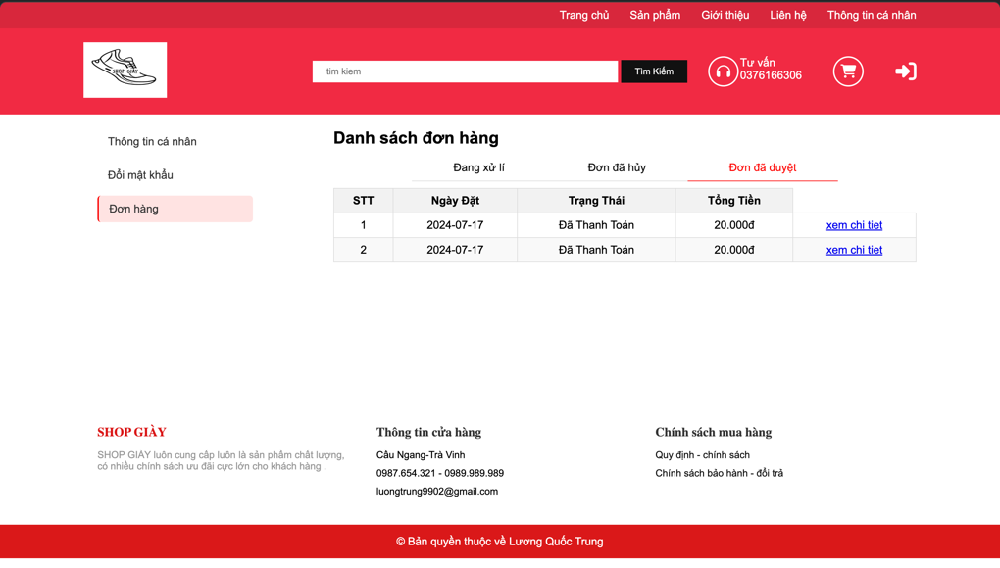 Trang chủ Sản phẩm Giới thiệu Liên hệ Thông tin cá nhân
SHOP GIÀY
tim kiem
Tìm Kiếm
Tư vấn
0376166306
Thông tin cá nhân
Đổi mật khẩu
Đơn hàng
Danh sách đơn hàng
Đang xử lí Đơn đã hủy Đơn đã duyệt
STT Ngày Đặt Trạng Thái Tổng Tiền
1 2024-07-17 Đã Thanh Toán 20.000đ xem chi tiet
2 2024-07-17 Đã Thanh Toán 20.000đ xem chi tiet
SHOP GIÀY
SHOP GIÀY luôn cung cấp luôn là sản phẩm chất lượng,
có nhiều chính sách ưu đãi cực lớn cho khách hàng .
Thông tin cửa hàng
Cầu Ngang-Trà Vinh
0987.654.321 - 0989.989.989
luongtrung9902@gmail.com
Chính sách mua hàng
Quy định - chính sách
Chính sách bảo hành - đổi trả
© Bản quyền thuộc về Lương Quốc Trung